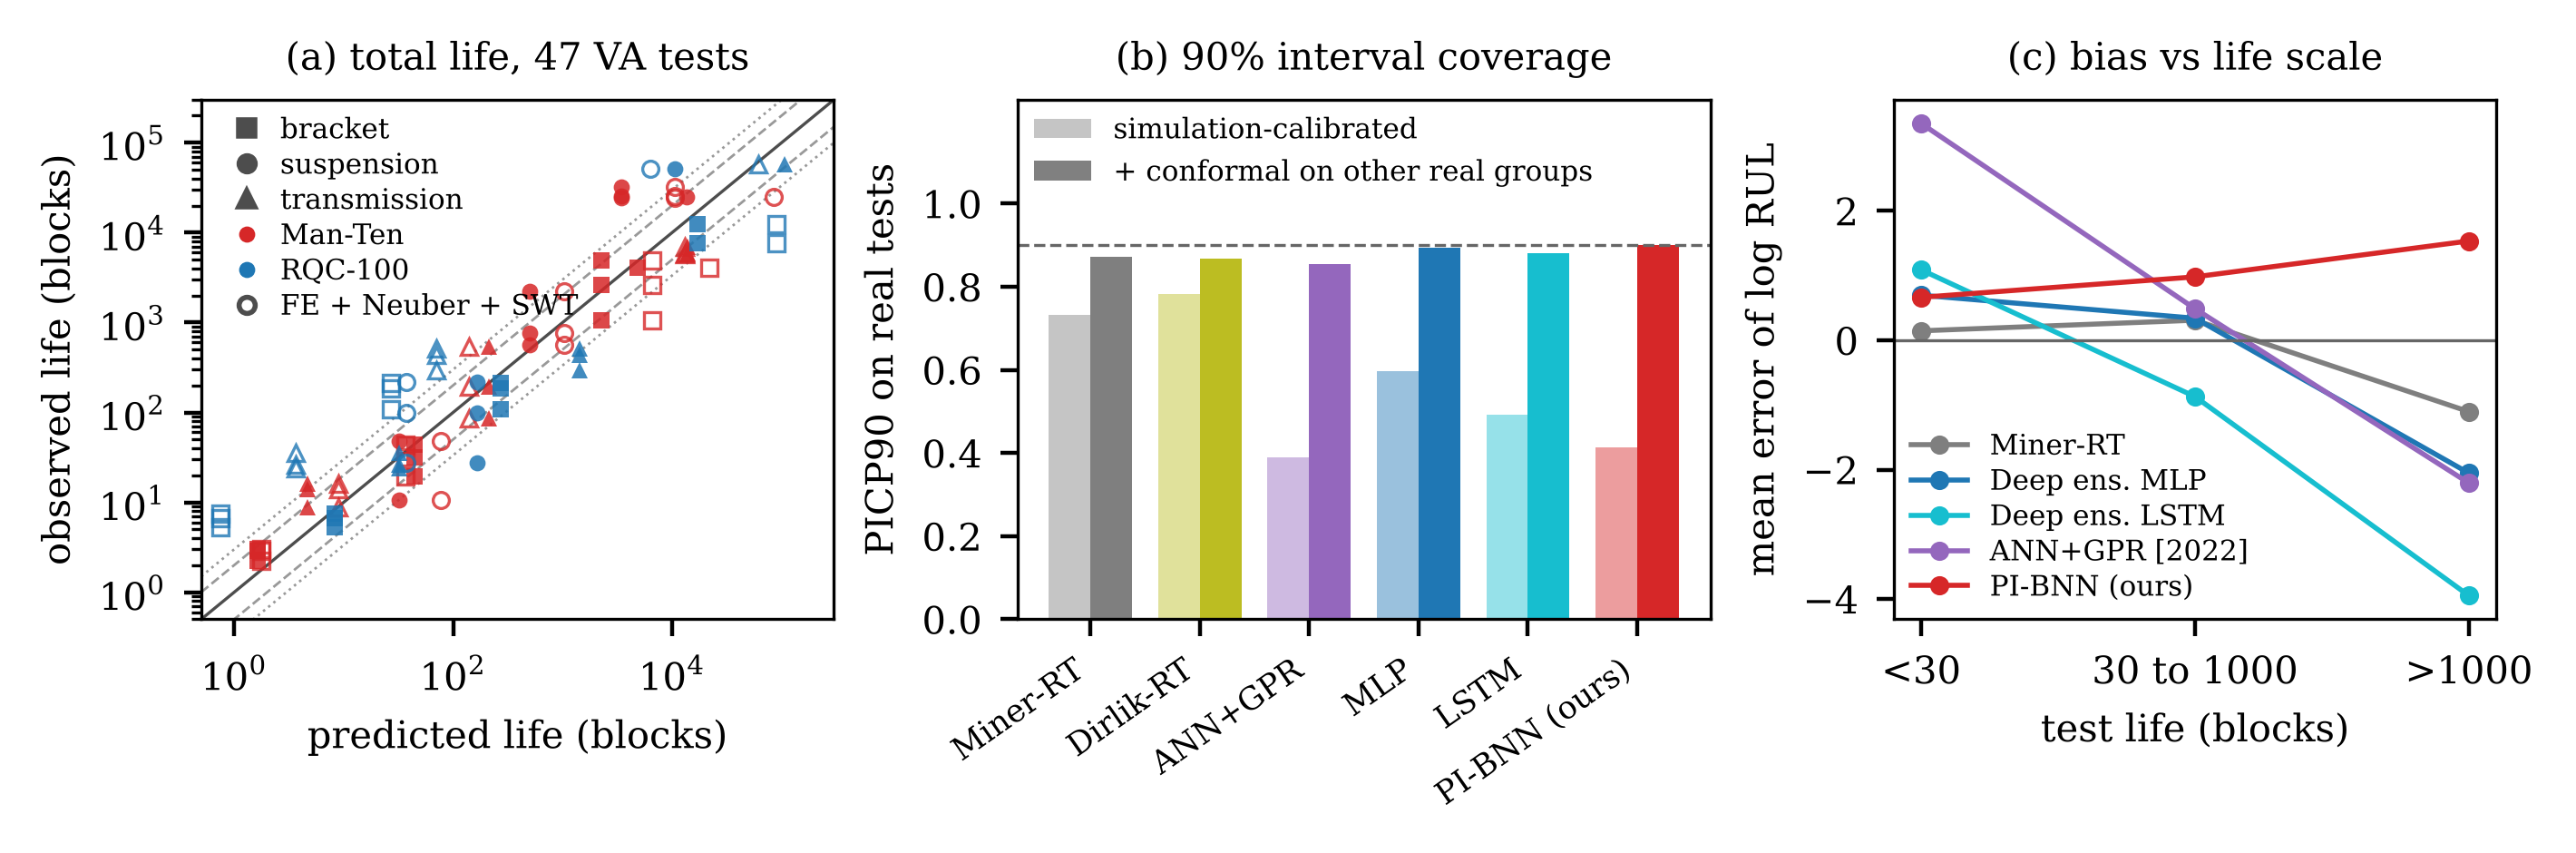 (a) total life, 47 VA tests
observed life (blocks)
10^5
10^4
10^3
10^2
10^1
10^0
bracket
suspension
transmission
Man-Ten
RQC-100
FE + Neuber + SWT
10^0 10^2 10^4
predicted life (blocks)
(b) 90% interval coverage
PICP90 on real tests
1.0
0.8
0.6
0.4
0.2
0.0
simulation-calibrated
+ conformal on other real groups
Miner-RT
Dirlik-RT
ANN+GPR
MLP
LSTM
PI-BNN (ours)
(c) bias vs life scale
mean error of log RUL
2
0
−2
−4
Miner-RT
Deep ens. MLP
Deep ens. LSTM
ANN+GPR [2022]
PI-BNN (ours)
<30 30 to 1000 >1000
test life (blocks)